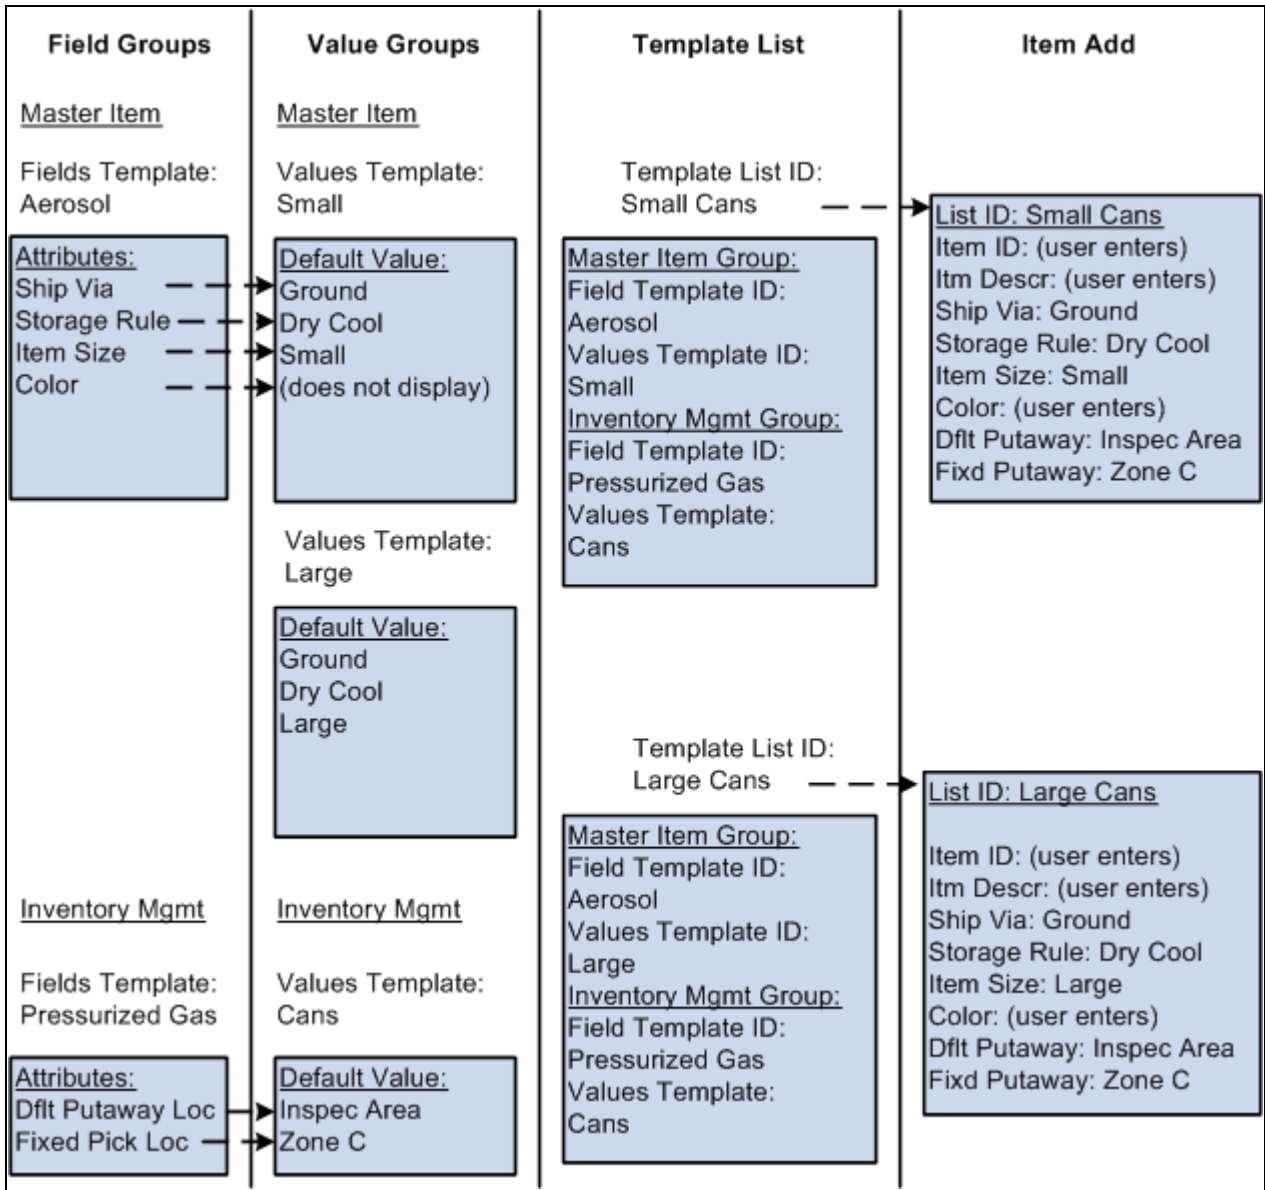 Field Groups
Master Item
Fields Template:
Aerosol
Attributes:
Ship Via
Storage Rule
Item Size
Color
Inventory Mgmt
Fields Template:
Pressurized Gas
Attributes:
Dflt Putaway Loc
Fixed Pick Loc
Value Groups
Master Item
Values Template:
Small
Default Value:
Ground
Dry Cool
Small
(does not display)
Values Template:
Large
Default Value:
Ground
Dry Cool
Large
Inventory Mgmt
Values Template:
Cans
Default Value:
Inspec Area
Zone C
Template List
Template List ID:
Small Cans
Master Item Group:
Field Template ID:
Aerosol
Values Template ID:
Small
Inventory Mgmt Group:
Field Template ID:
Pressurized Gas
Values Template:
Cans
Template List ID:
Large Cans
Master Item Group:
Field Template ID:
Aerosol
Values Template ID:
Large
Inventory Mgmt Group:
Field Template ID:
Pressurized Gas
Values Template:
Cans
Item Add
List ID: Small Cans
Item ID: (user enters)
Itm Descr: (user enters)
Ship Via: Ground
Storage Rule: Dry Cool
Item Size: Small
Color: (user enters)
Dflt Putaway: Inspec Area
Fixd Putaway: Zone C
List ID: Large Cans
Item ID: (user enters)
Itm Descr: (user enters)
Ship Via: Ground
Storage Rule: Dry Cool
Item Size: Large
Color: (user enters)
Dflt Putaway: Inspec Area
Fixd Putaway: Zone C